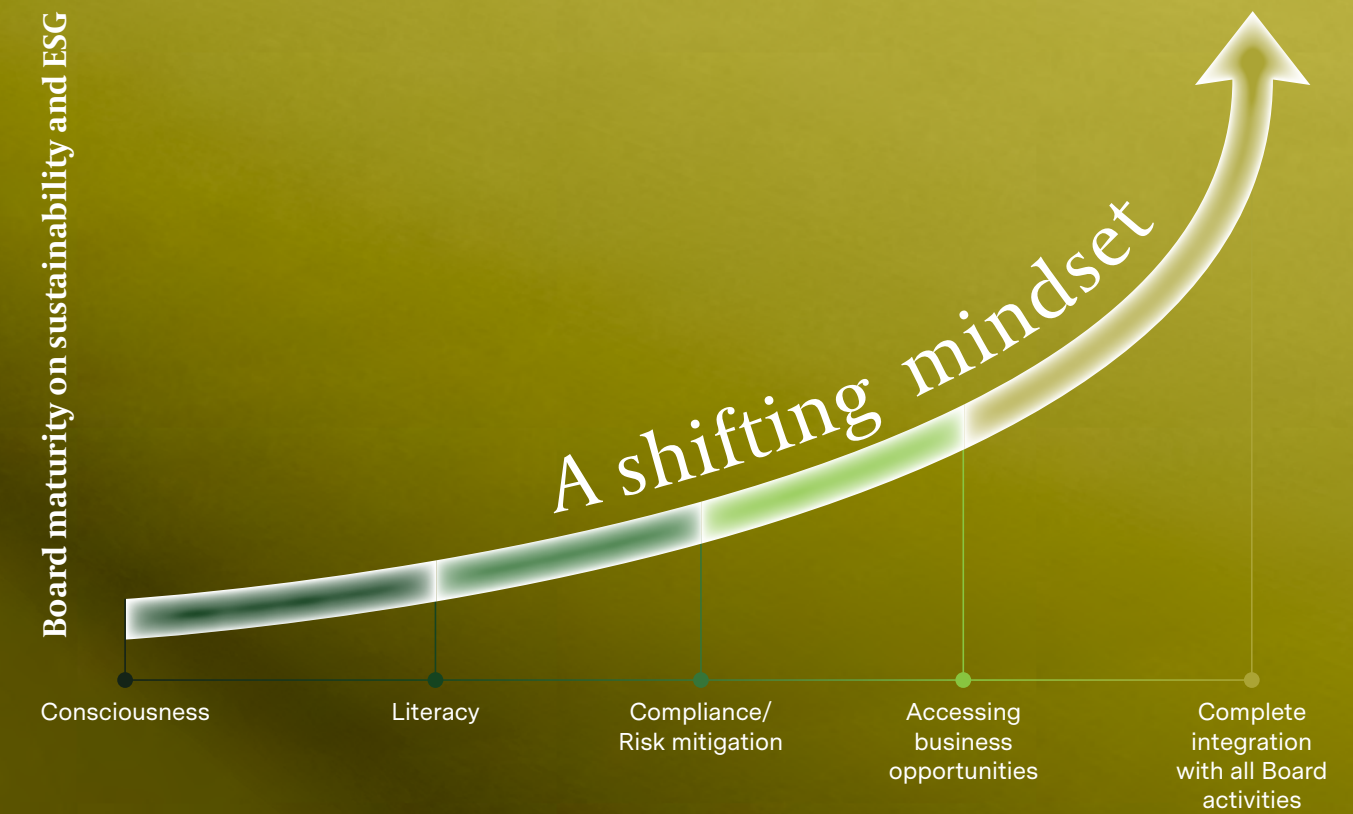 Board maturity on sustainability and ESG
A shifting mindset
Consciousness
Literacy
Compliance/
Risk mitigation
Accessing
business
opportunities
Complete
integration
with all Board
activities